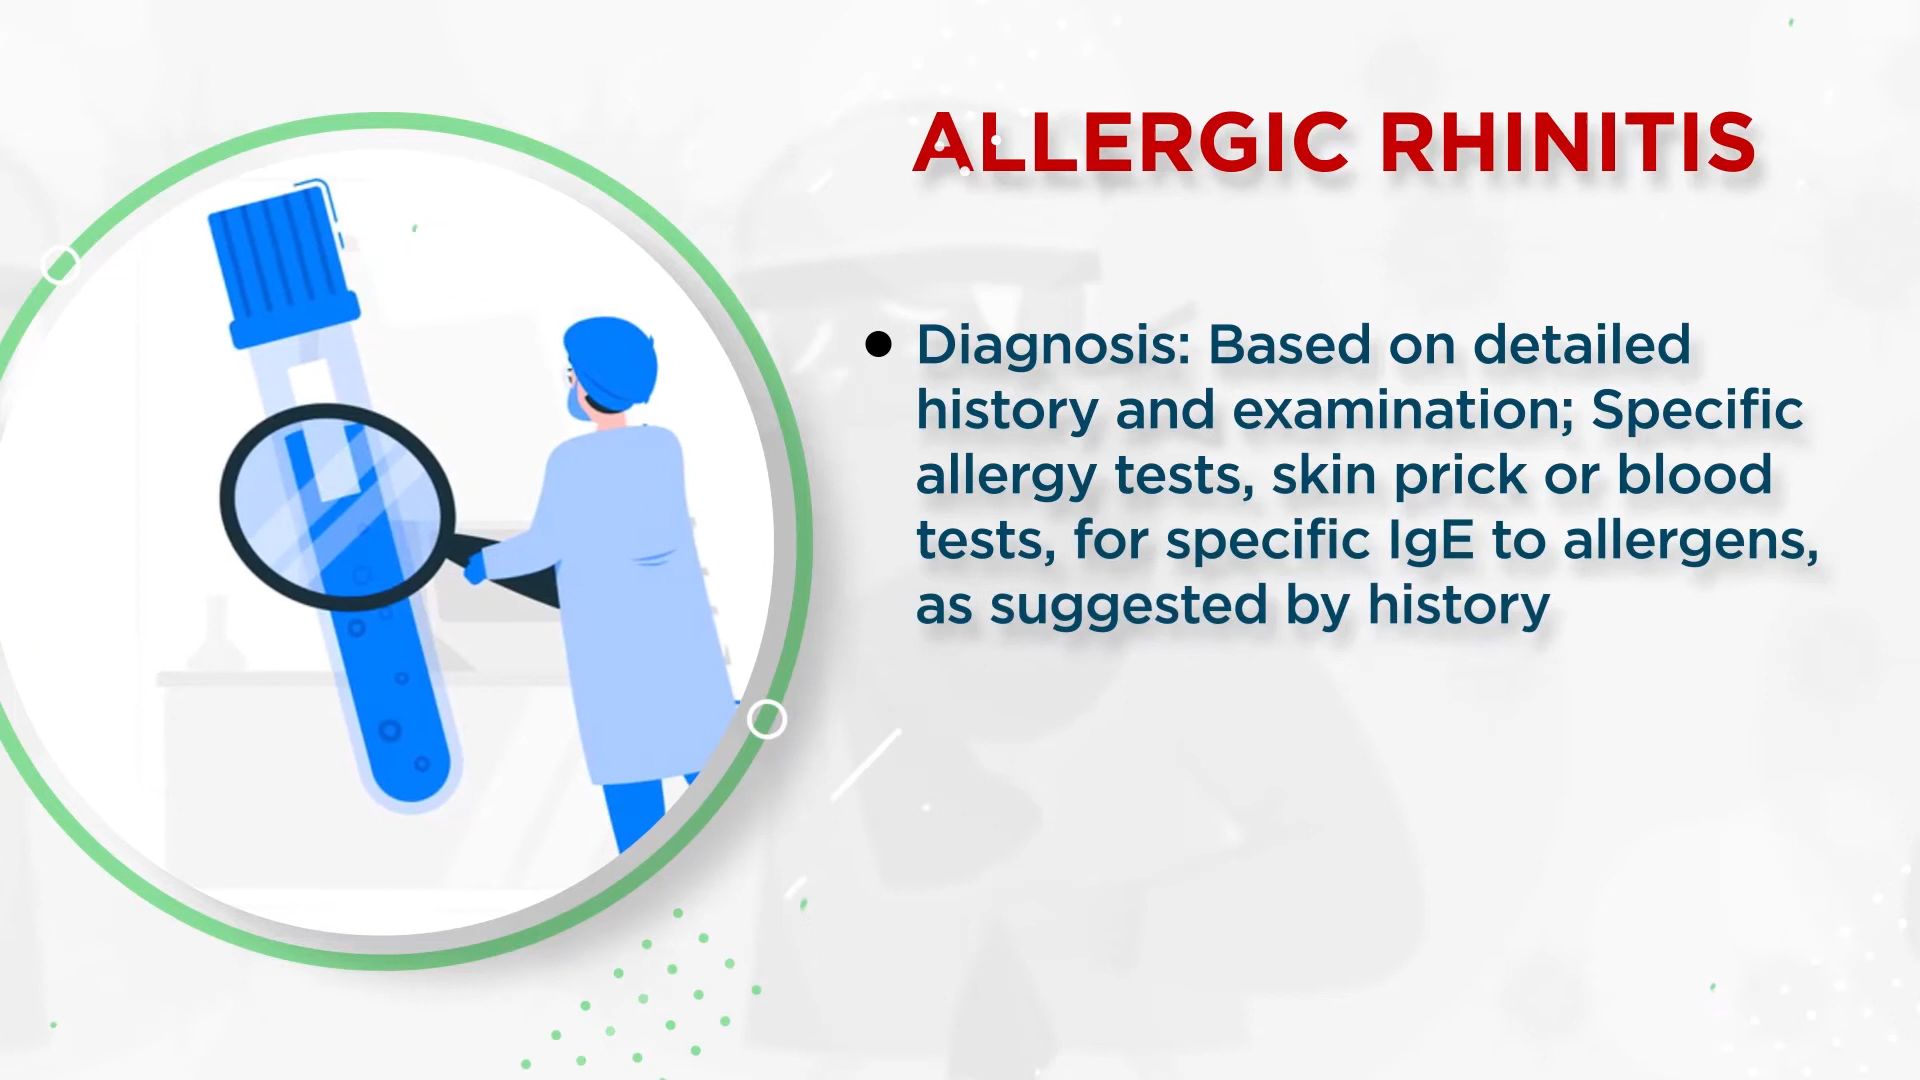 ALLERGIC RHINITIS
● Diagnosis: Based on detailed
history and examination; Specific
allergy tests, skin prick or blood
tests, for specific IgE to allergens,
as suggested by history